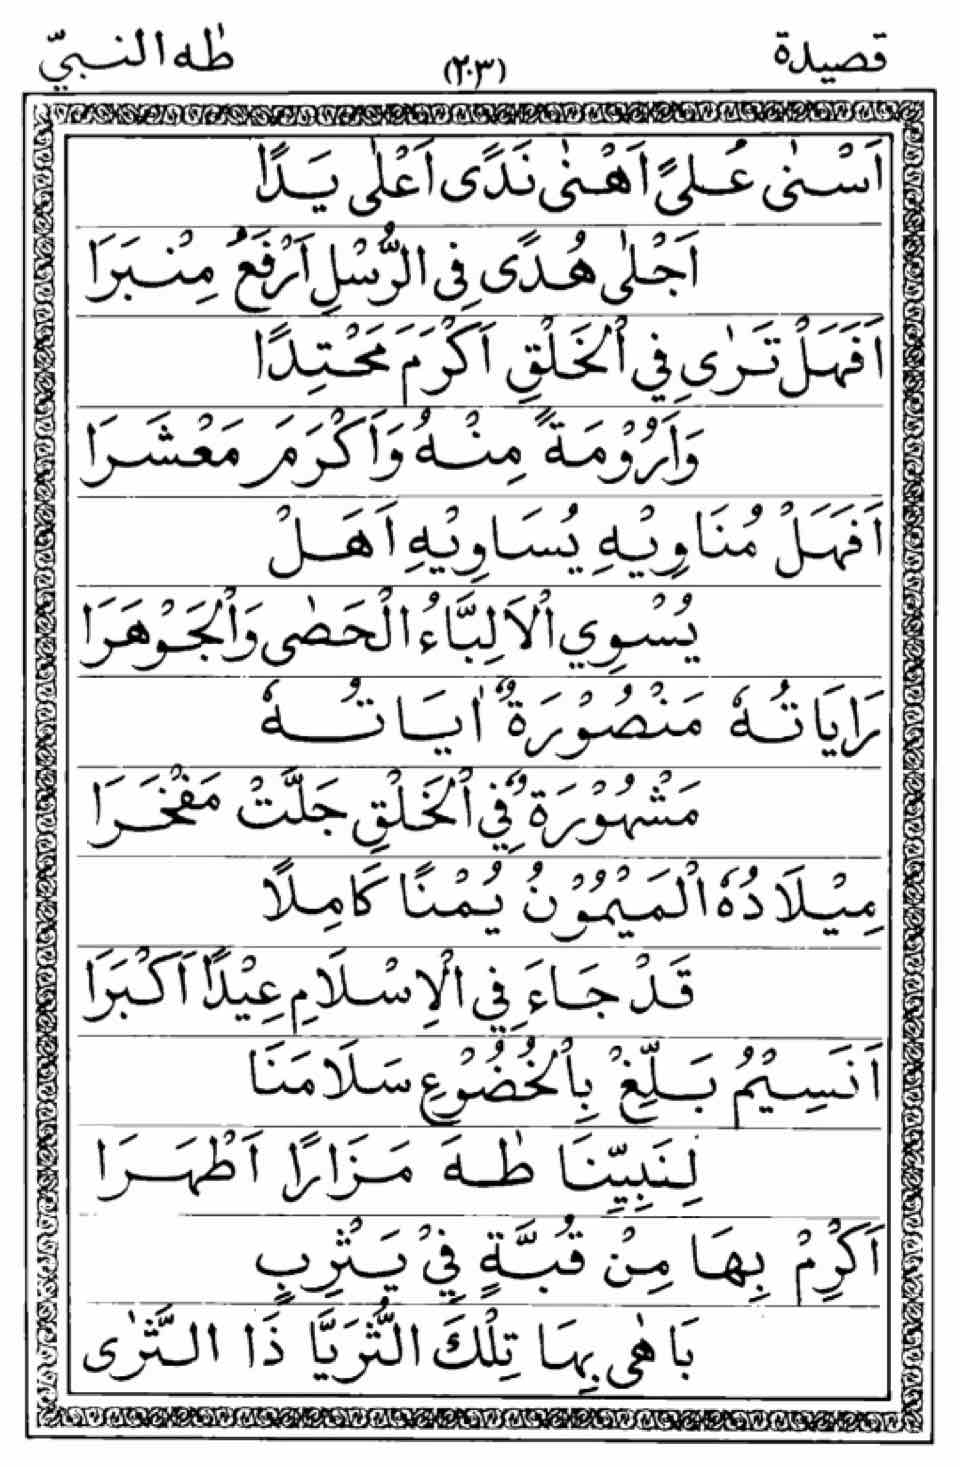 قصيدة
(٢٠٣)
طٰه النبيّ
اَسْنٰى عُلىً اَهْنٰى نَدًى اَعْلٰى يَدًا
اَجْلٰى هُدًى فِى الرُّسْلِ اَرْفَعُ مِنْبَرَا
اَفَهَلْ تَرٰى فِي الْخَلْقِ اَكْرَمَ مَحْتِدًا
وَاَرُوْمَةً مِنْهُ وَاَكْرَمَ مَعْشَرَا
اَفَهَلْ مُنَاوِيْهِ يُسَاوِيْهِ اَهَلْ
يُسْوِي الْاَلِبَّاءُ الْحَصٰى وَالْجَوْهَرَا
رَايَاتُهُ مَنْصُوْرَةٌ اٰيَاتُهُ
مَشْهُوْرَةٌ فِي الْخَلْقِ جَلَّتْ مَفْخَرَا
مِيْلَادُهُ الْمَيْمُوْنُ يُمْنًا كَامِلًا
قَدْ جَاءَ فِي الْاِسْلَامِ عِيْدًا اَكْبَرَا
اَنَسِيْمُ بَلِّغْ بِالْخُضُوْعِ سَلَامَنَا
لِنَبِيِّنَا طٰهَ مَزَارًا اَطْهَرَا
اَكْرِمْ بِهَا مِنْ قُبَّةٍ فِيْ يَثْرِبٍ
بَاهٰى بِهَا تِلْكَ الثُّرَيَّا ذَا الثَّرٰى